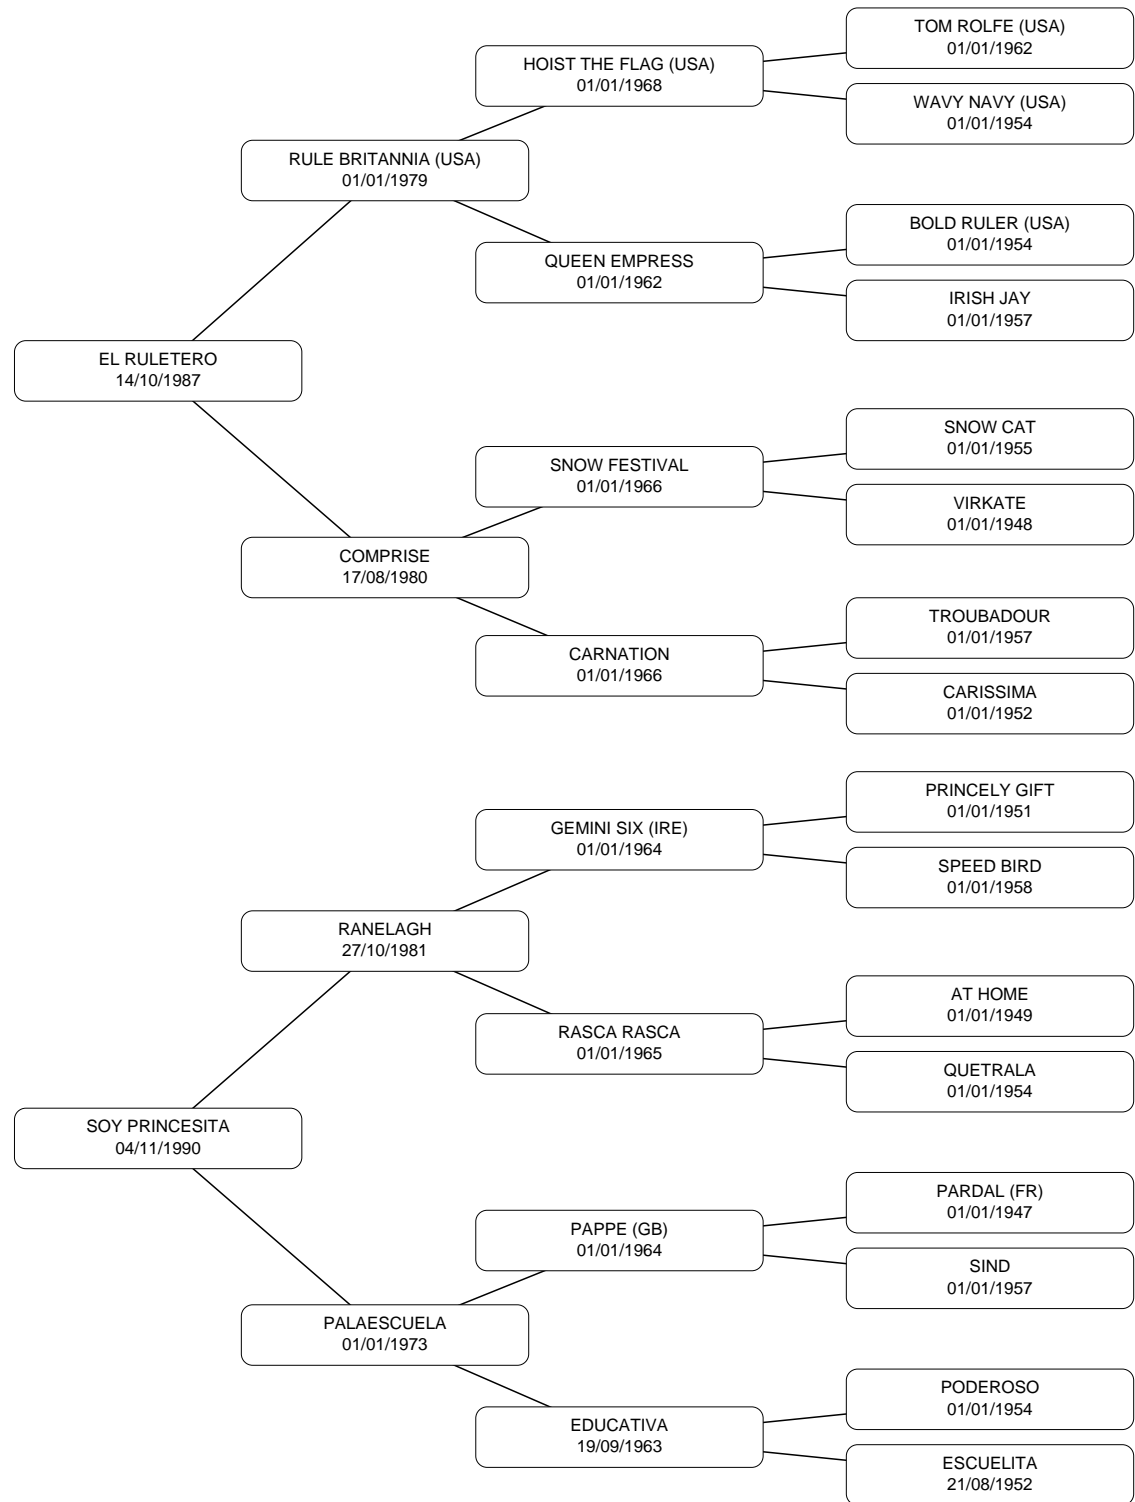 TOM ROLFE (USA)
01/01/1962
HOIST THE FLAG (USA)
01/01/1968
WAVY NAVY (USA)
01/01/1954
RULE BRITANNIA (USA)
01/01/1979
BOLD RULER (USA)
01/01/1954
QUEEN EMPRESS
01/01/1962
IRISH JAY
01/01/1957
EL RULETERO
14/10/1987
SNOW CAT
01/01/1955
SNOW FESTIVAL
01/01/1966
VIRKATE
01/01/1948
COMPRISE
17/08/1980
TROUBADOUR
01/01/1957
CARNATION
01/01/1966
CARISSIMA
01/01/1952
PRINCELY GIFT
01/01/1951
GEMINI SIX (IRE)
01/01/1964
SPEED BIRD
01/01/1958
RANELAGH
27/10/1981
AT HOME
01/01/1949
RASCA RASCA
01/01/1965
QUETRALA
01/01/1954
SOY PRINCESITA
04/11/1990
PARDAL (FR)
01/01/1947
PAPPE (GB)
01/01/1964
SIND
01/01/1957
PALAESCUELA
01/01/1973
PODEROSO
01/01/1954
EDUCATIVA
19/09/1963
ESCUELITA
21/08/1952